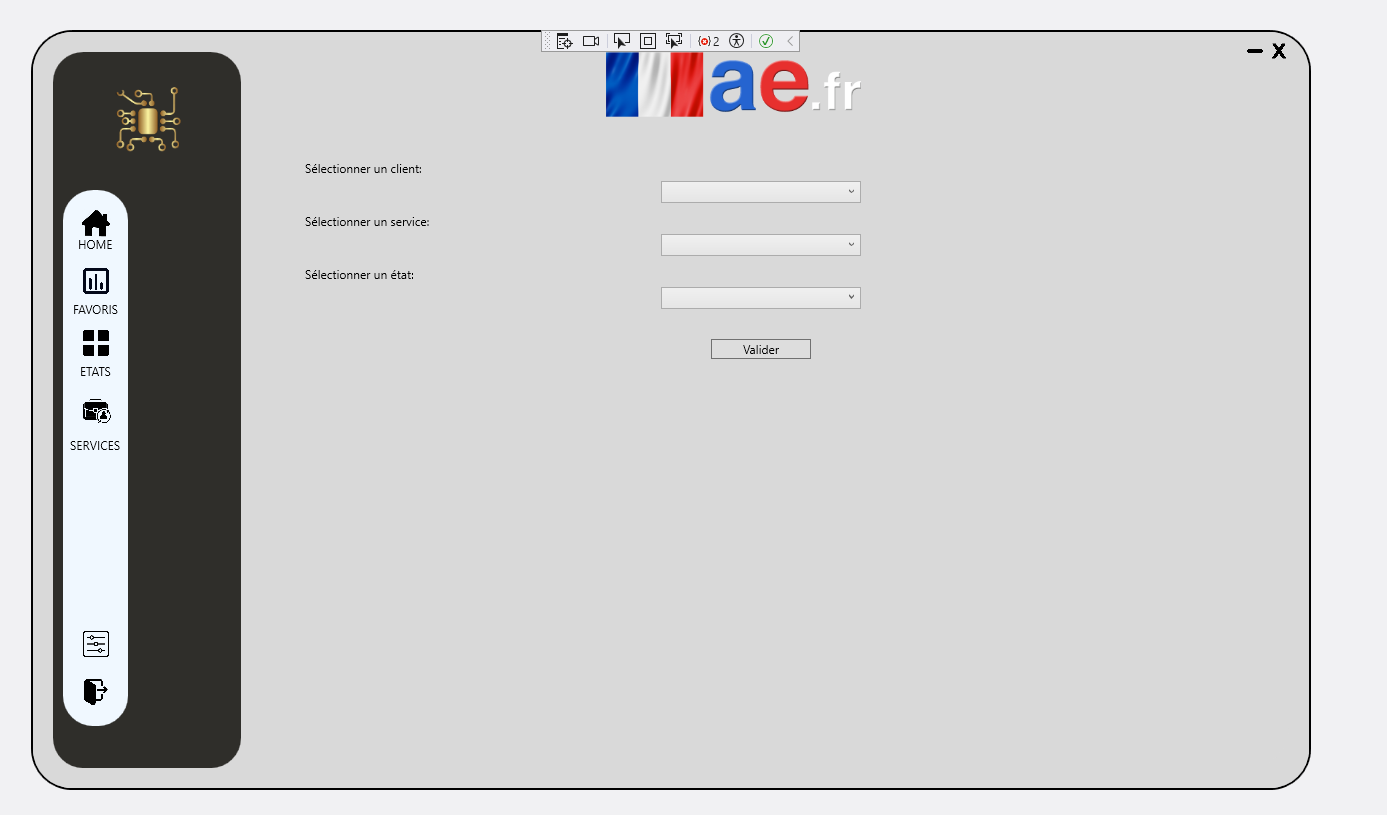 2
ae.fr
X
Sélectionner un client:
Sélectionner un service:
Sélectionner un état:
Valider
HOME
FAVORIS
ETATS
SERVICES